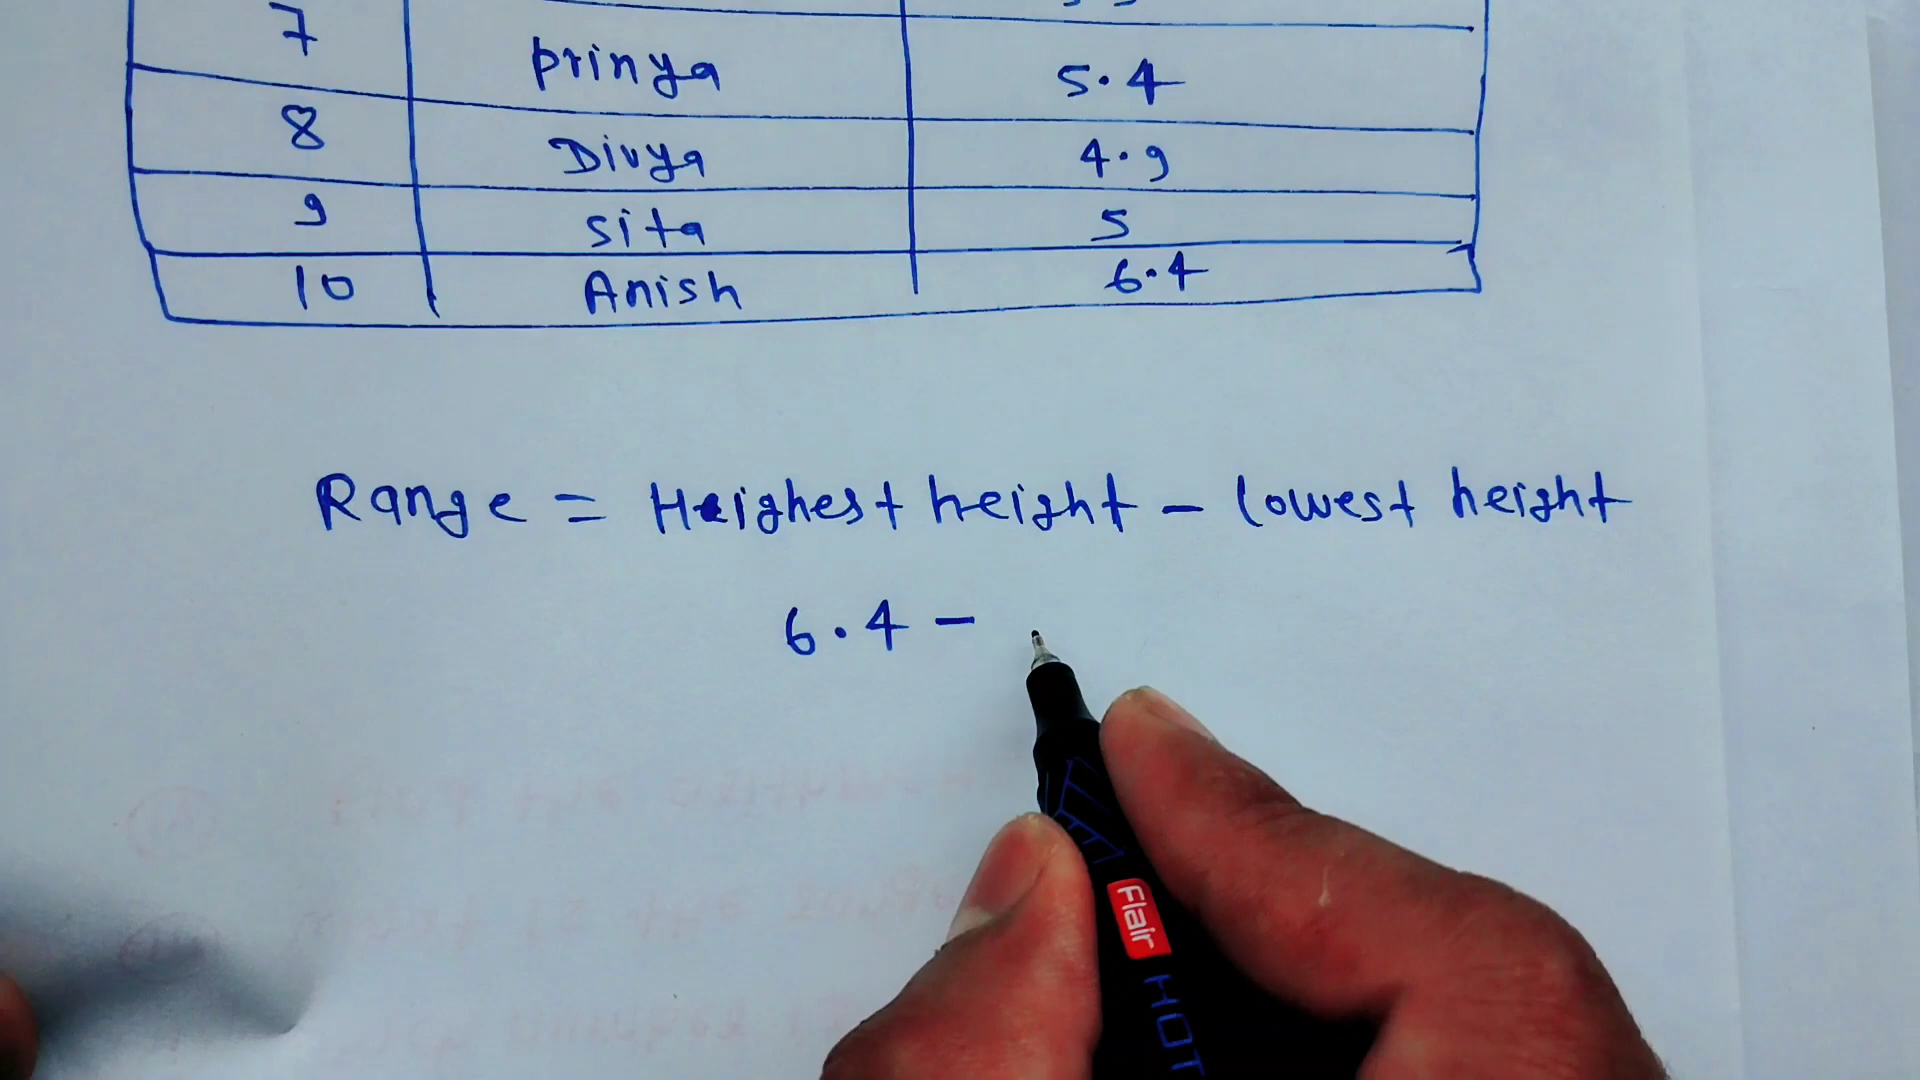 7 prinya 5.4
8 Divya 4.9
9 sita 5
10 Anish 6.4
Range = Heighest height - lowest height
6.4 -
Flair
HOT